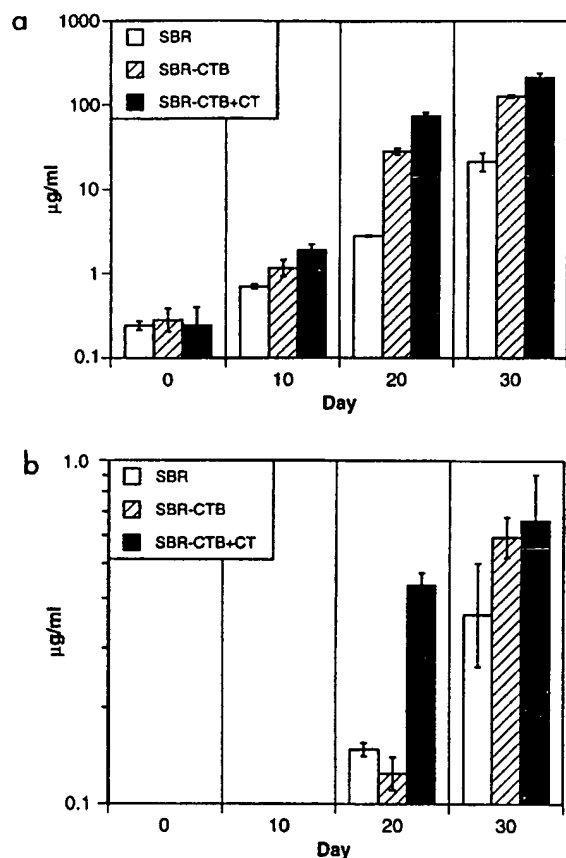 a
1000
100
10
1
0.1
µg/ml
SBR
SBR-CTB
SBR-CTB+CT
0 10 20 30
Day
b
1.0
0.1
µg/ml
SBR
SBR-CTB
SBR-CTB+CT
0 10 20 30
Day